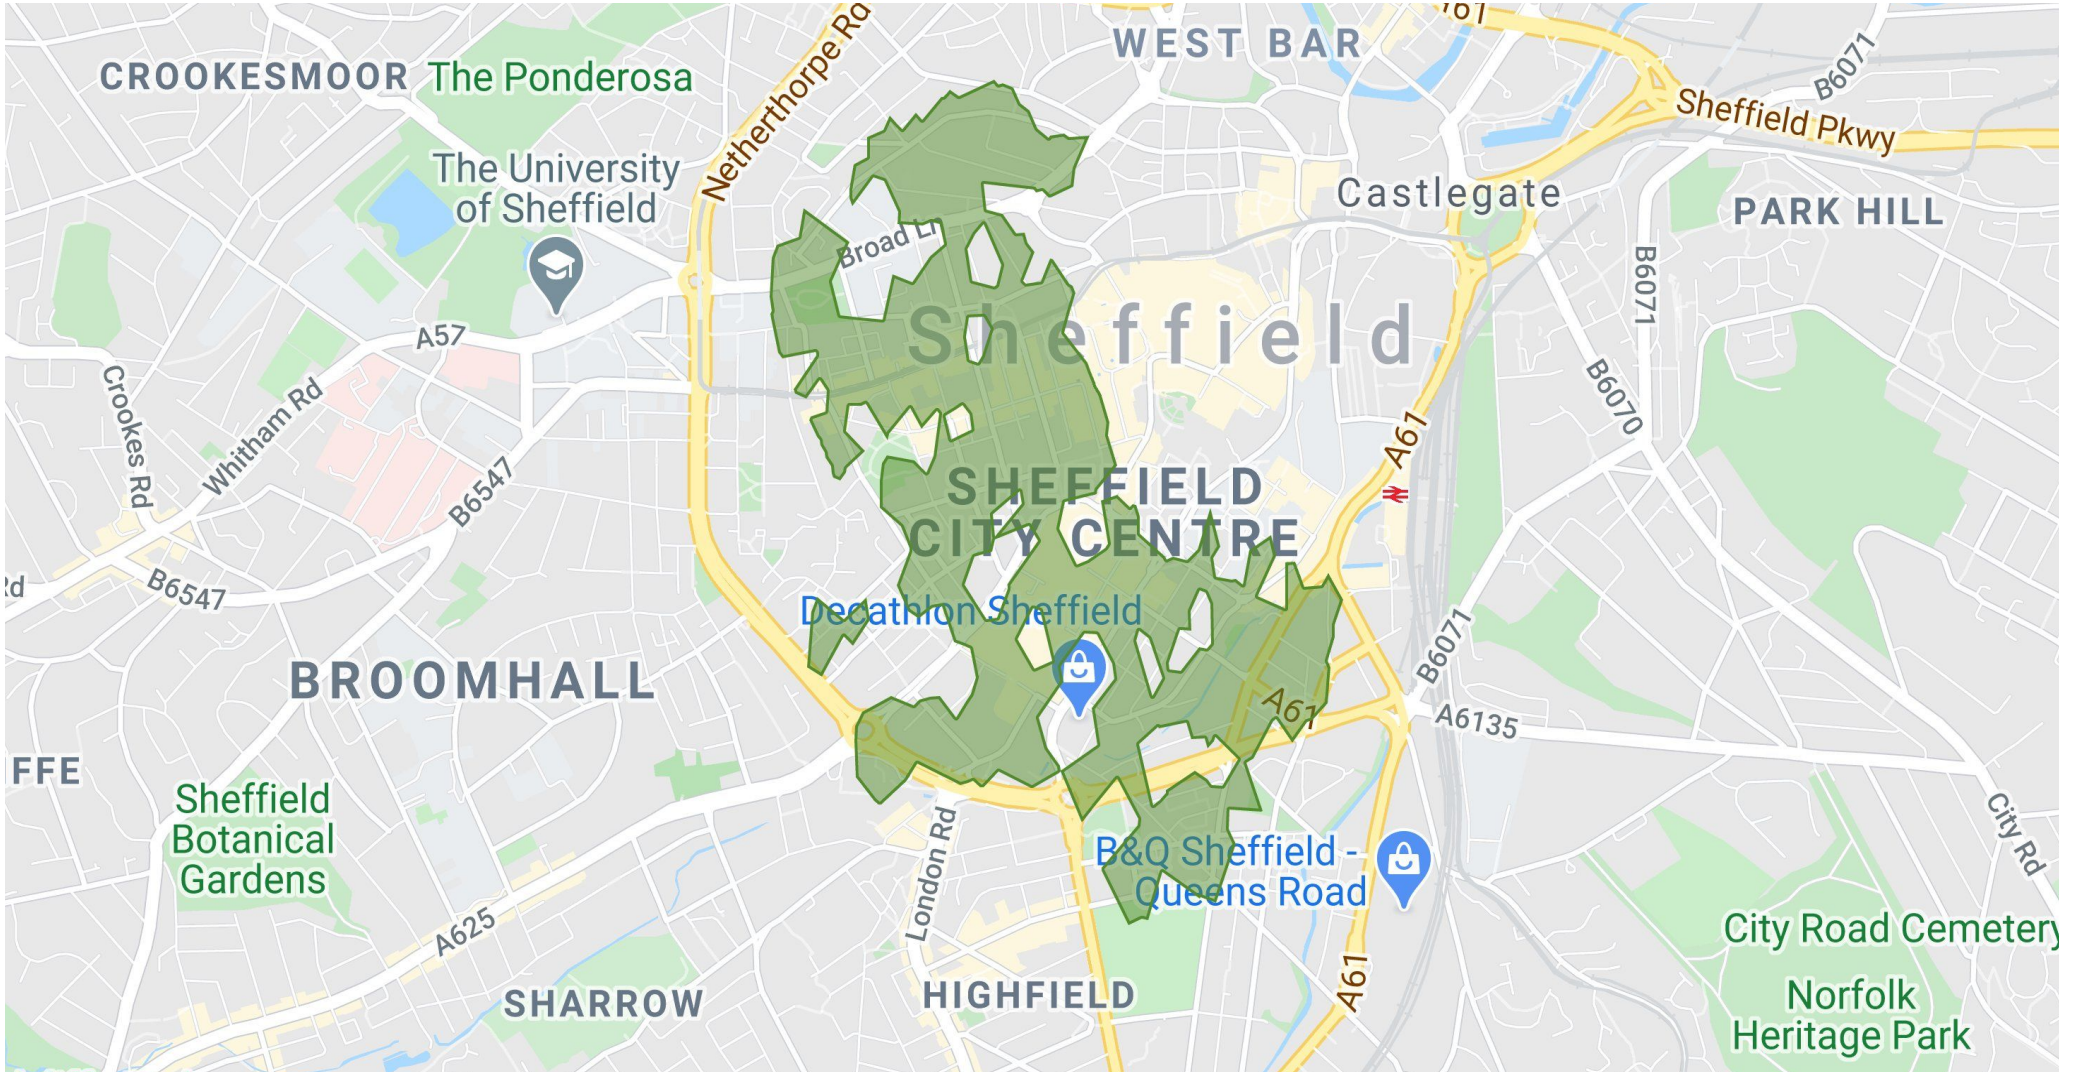 161
WEST BAR
B6071
CROOKESMOOR
The Ponderosa
Netherthorpe Rd
Sheffield Pkwy
The University
of Sheffield
Castlegate
PARK HILL
Broad Ln
B6071
A57
Sheffield
Crookes Rd
Whitham Rd
B6070
A61
B6547
SHEFFIELD
CITY CENTRE
Rd
B6547
Decathlon Sheffield
B6071
BROOMHALL
A61
A6135
FFE
Sheffield
Botanical
Gardens
City Rd
London Rd
B&Q Sheffield -
Queens Road
A625
City Road Cemetery
A61
SHARROW
HIGHFIELD
Norfolk
Heritage Park